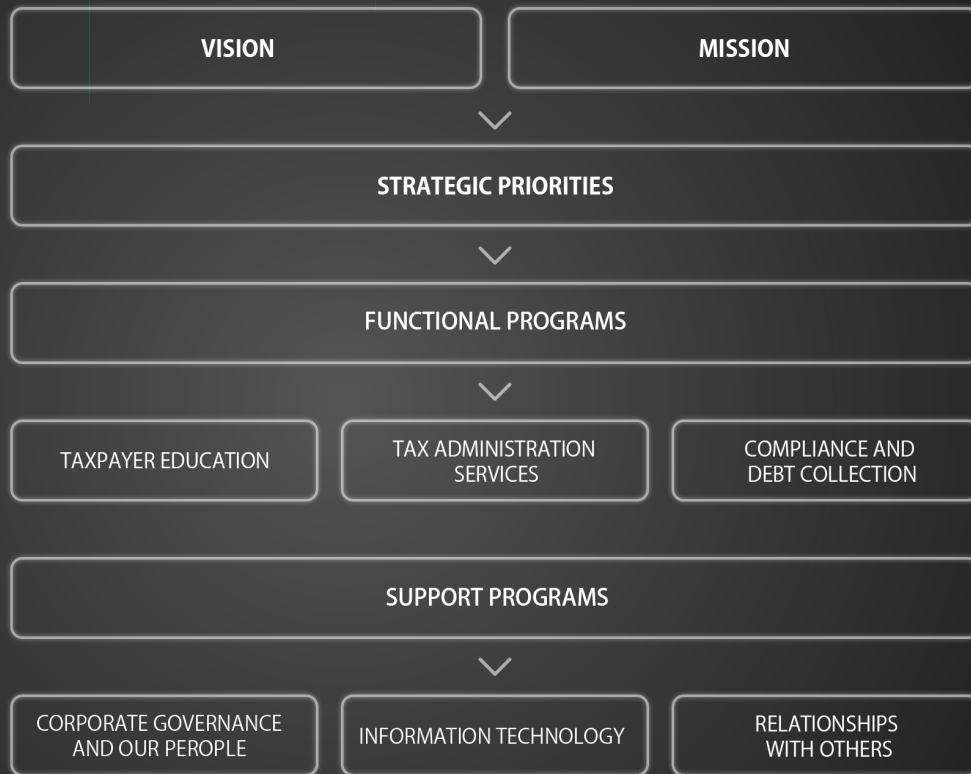 VISION
MISSION
STRATEGIC PRIORITIES
FUNCTIONAL PROGRAMS
TAXPAYER EDUCATION
TAX ADMINISTRATION
SERVICES
COMPLIANCE AND
DEBT COLLECTION
SUPPORT PROGRAMS
CORPORATE GOVERNANCE
AND OUR PEROPLE
INFORMATION TECHNOLOGY
RELATIONSHIPS
WITH OTHERS